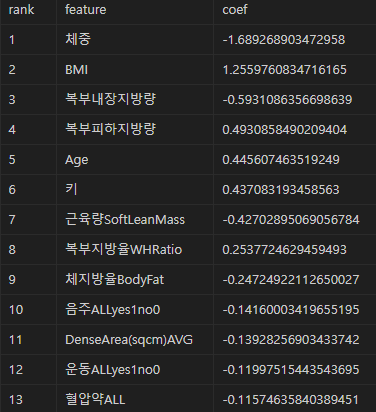 rank feature coef
1 체중 -1.689268903472958
2 BMI 1.2559760834716165
3 복부내장지방량 -0.5931086356698639
4 복부피하지방량 0.4930858490209404
5 Age 0.445607463519249
6 키 0.437083193458563
7 근육량SoftLeanMass -0.42702895069056784
8 복부지방율WHRatio 0.2537724629459493
9 체지방율BodyFat -0.24724922112650027
10 음주ALLyes1no0 -0.14160003419655195
11 DenseArea(sqcm)AVG -0.13928256903433742
12 운동ALLyes1no0 -0.11997515443543695
13 혈압약ALL -0.11574635840389451